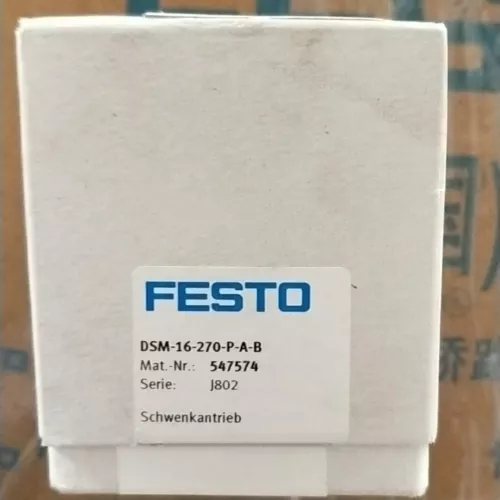 FESTO
DSM-16-270-P-A-B
Mat.-Nr.: 547574
Serie: J802
Schwenkantrieb